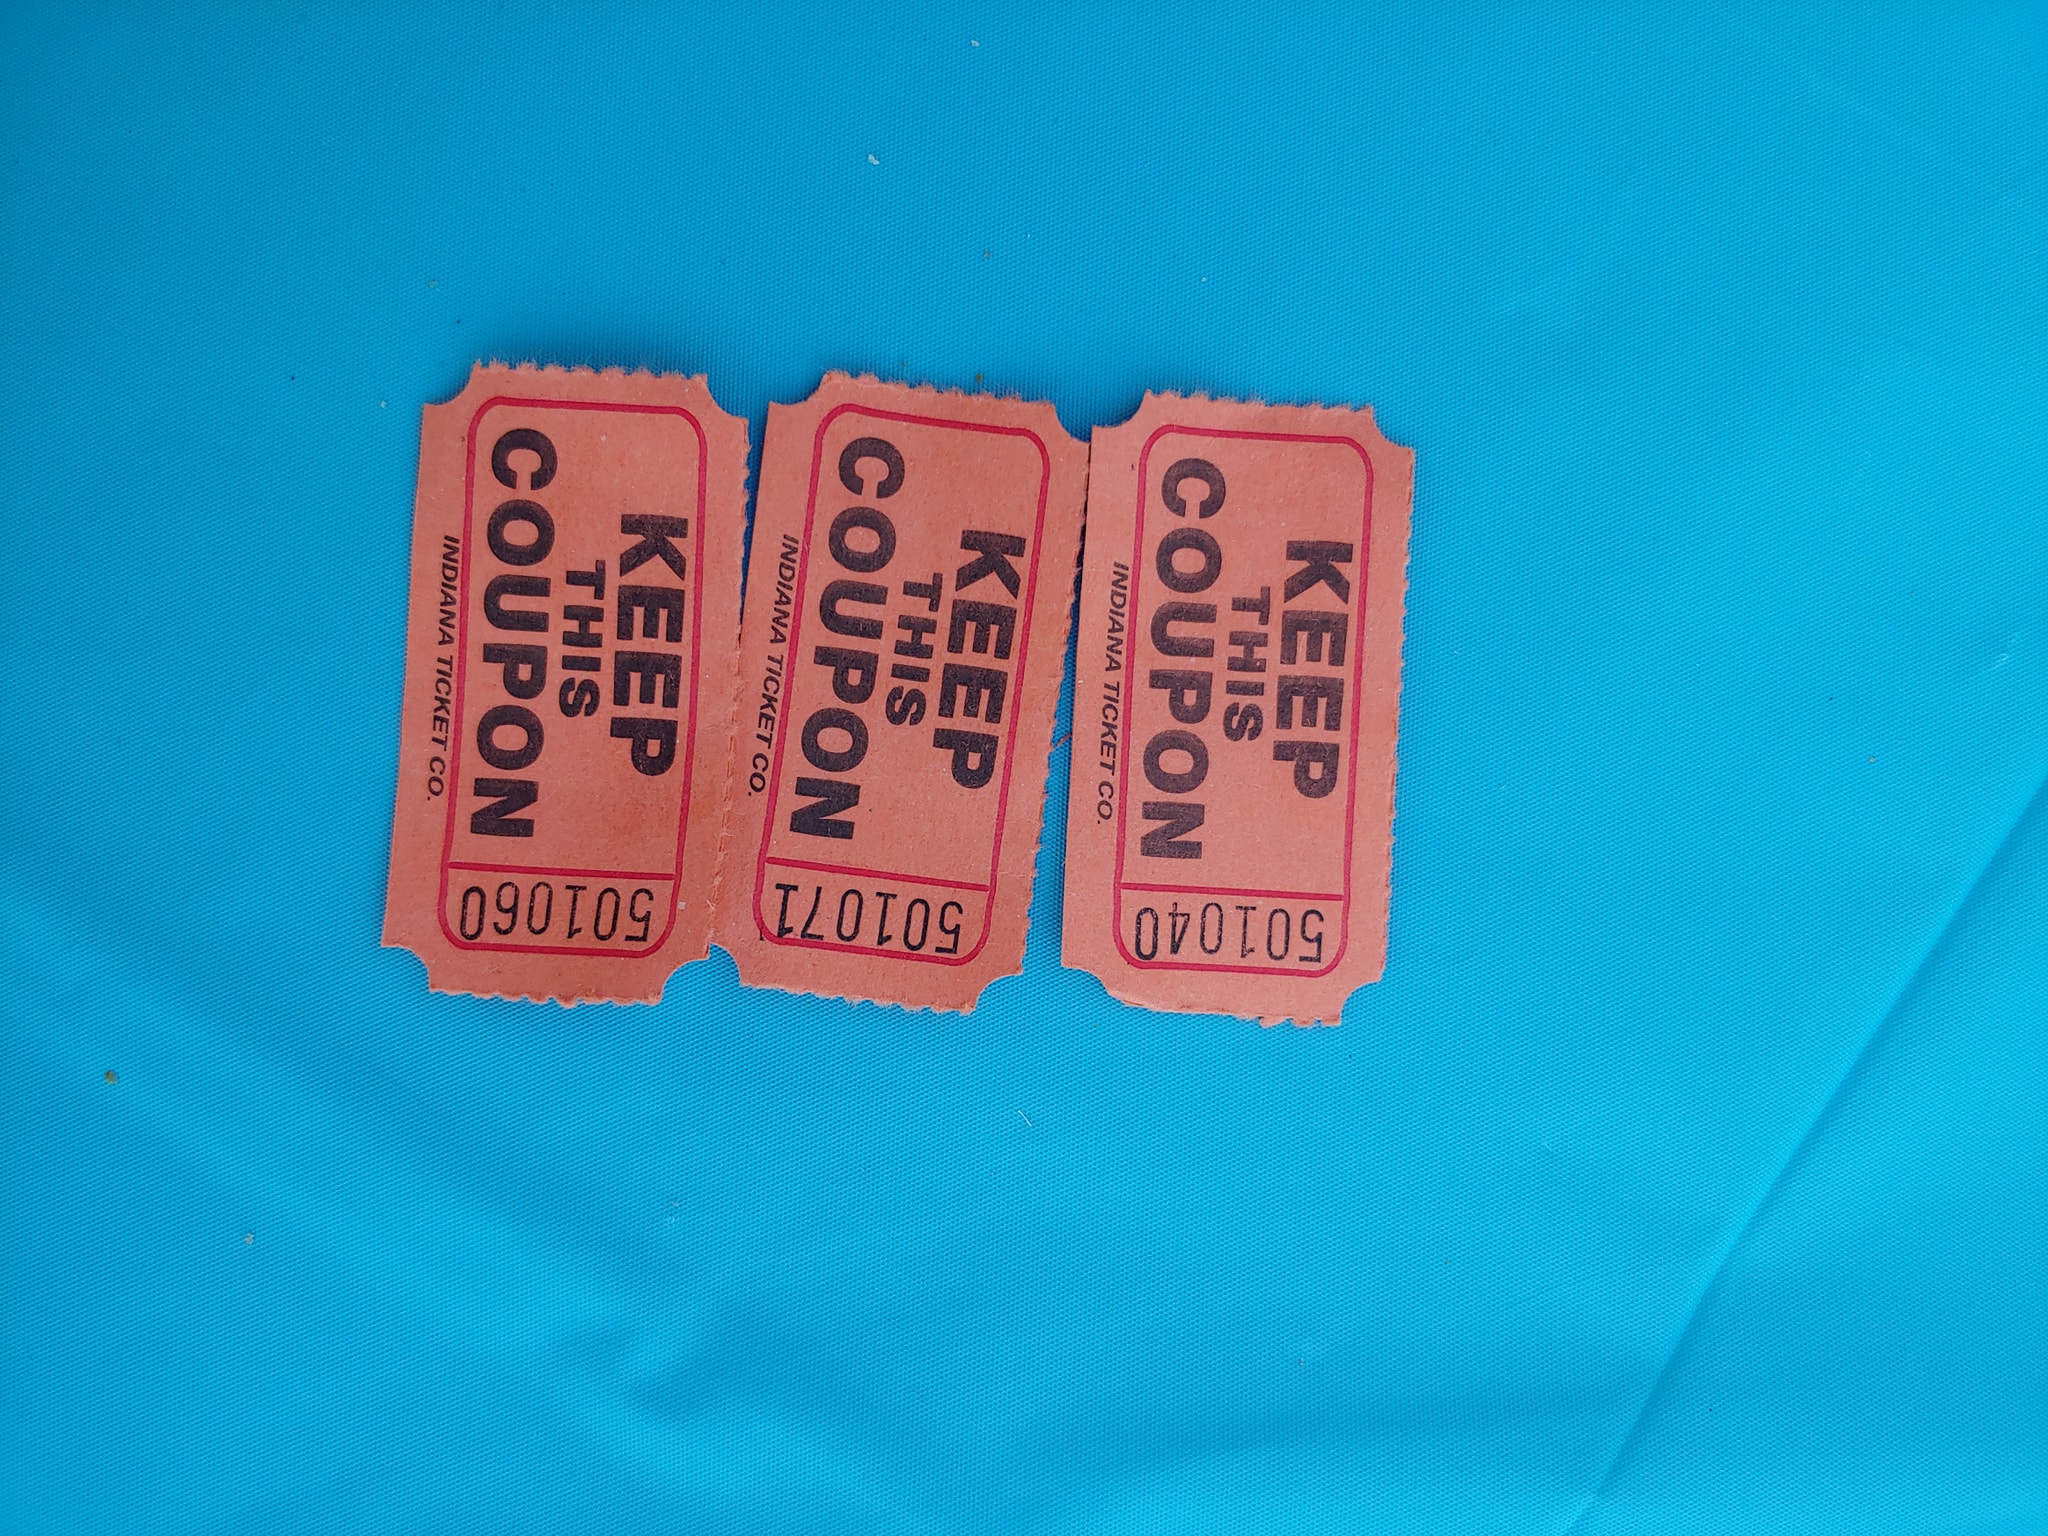 KEEP
THIS
COUPON
INDIANA TICKET CO.
501060
KEEP
THIS
COUPON
INDIANA TICKET CO.
501071
KEEP
THIS
COUPON
INDIANA TICKET CO.
501040